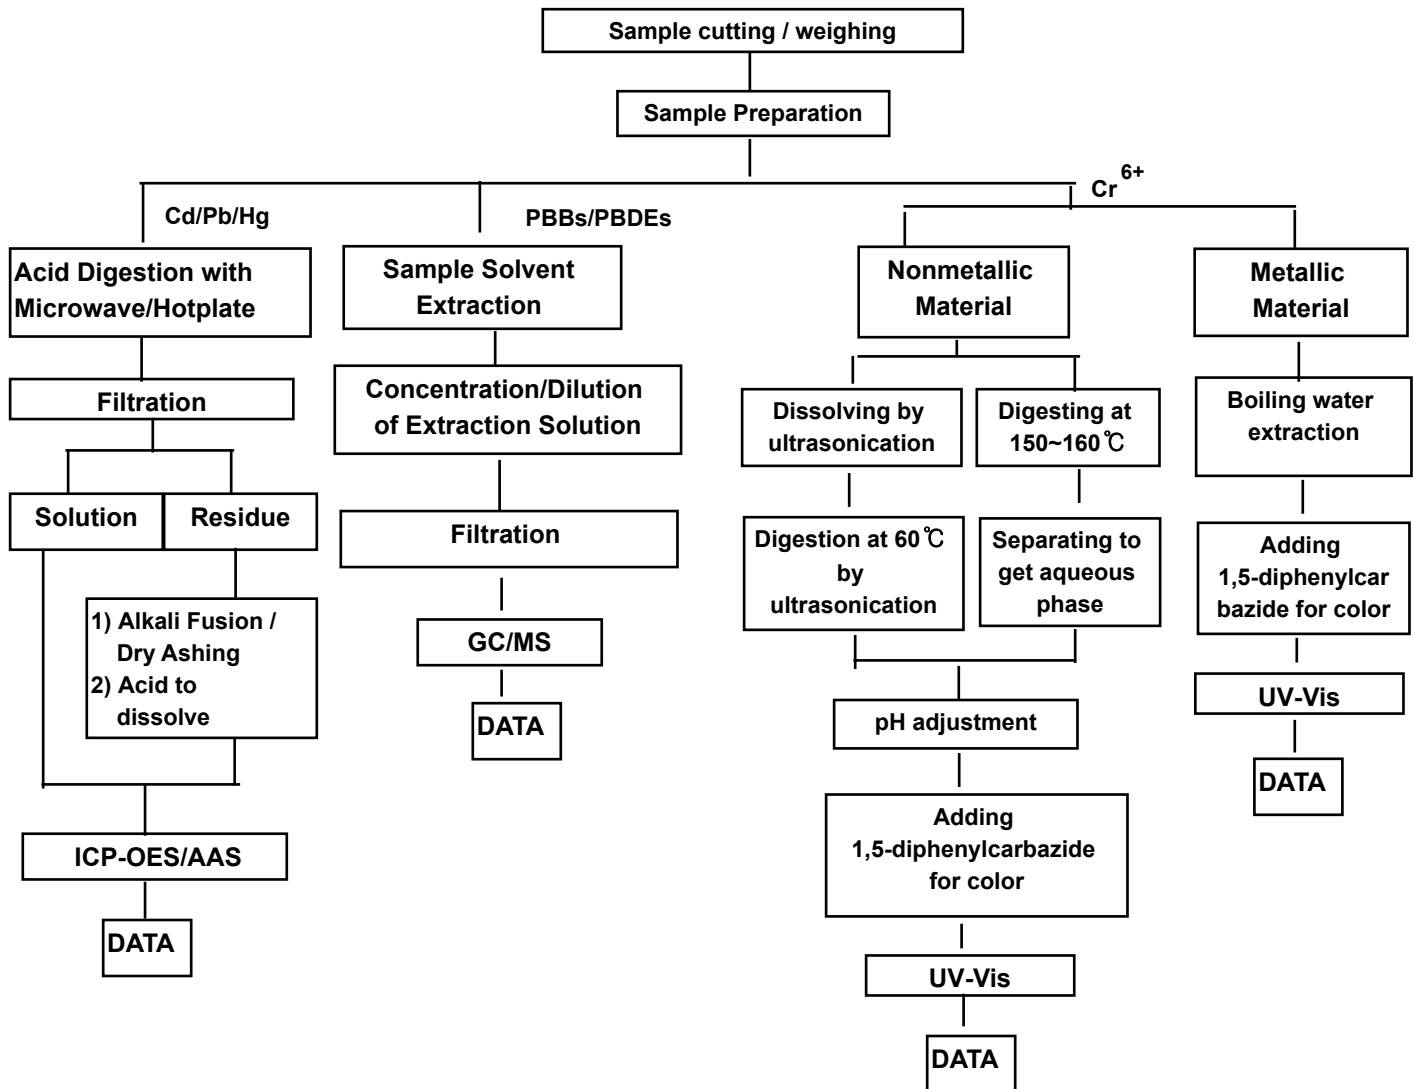 Sample cutting / weighing
Sample Preparation
Cd/Pb/Hg
PBBs/PBDEs
Cr 6+
Acid Digestion with
Microwave/Hotplate
Filtration
Solution
Residue
1) Alkali Fusion /
Dry Ashing
2) Acid to
dissolve
ICP-OES/AAS
DATA
Sample Solvent
Extraction
Concentration/Dilution
of Extraction Solution
Filtration
GC/MS
DATA
Nonmetallic
Material
Dissolving by
ultrasonication
Digestion at 60℃
by
ultrasonication
Digesting at
150~160℃
Separating to
get aqueous
phase
pH adjustment
Adding
1,5-diphenylcarbazide
for color
UV-Vis
DATA
Metallic
Material
Boiling water
extraction
Adding
1,5-diphenylcar
bazide for color
UV-Vis
DATA